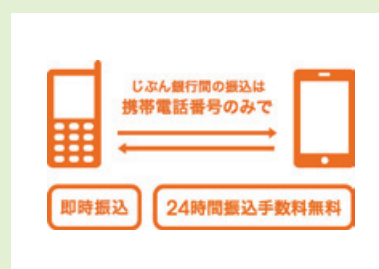 じぶん銀行間の振込は
携帯電話番号のみで
即時振込
24時間振込手数料無料